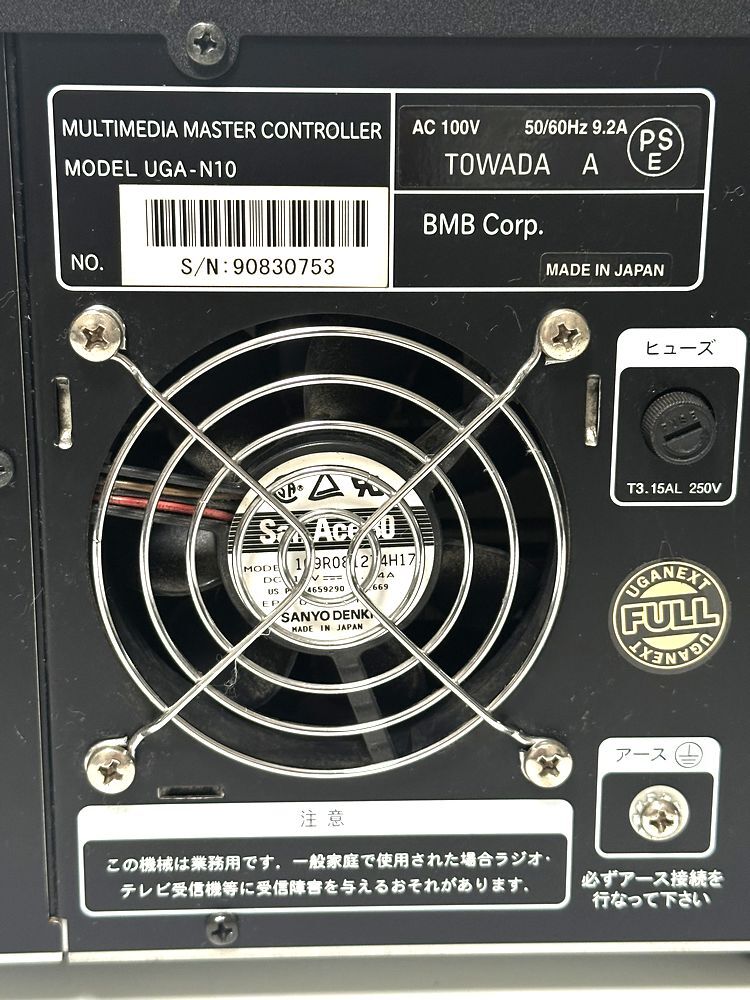 MULTIMEDIA MASTER CONTROLLER
MODEL UGA-N10
NO.
S/N:90830753
AC 100V 50/60Hz 9.2A
TOWADA A
PS
E
BMB Corp.
MADE IN JAPAN
ヒューズ
FUSE
T3.15AL 250V
SANYO DENKI
MADE IN JAPAN
UGANEXT
FULL
UGANEXT
アース
注意
この機械は業務用です．一般家庭で使用された場合ラジオ・
テレビ受信機等に受信障害を与えるおそれがあります．
必ずアース接続を
行なって下さい